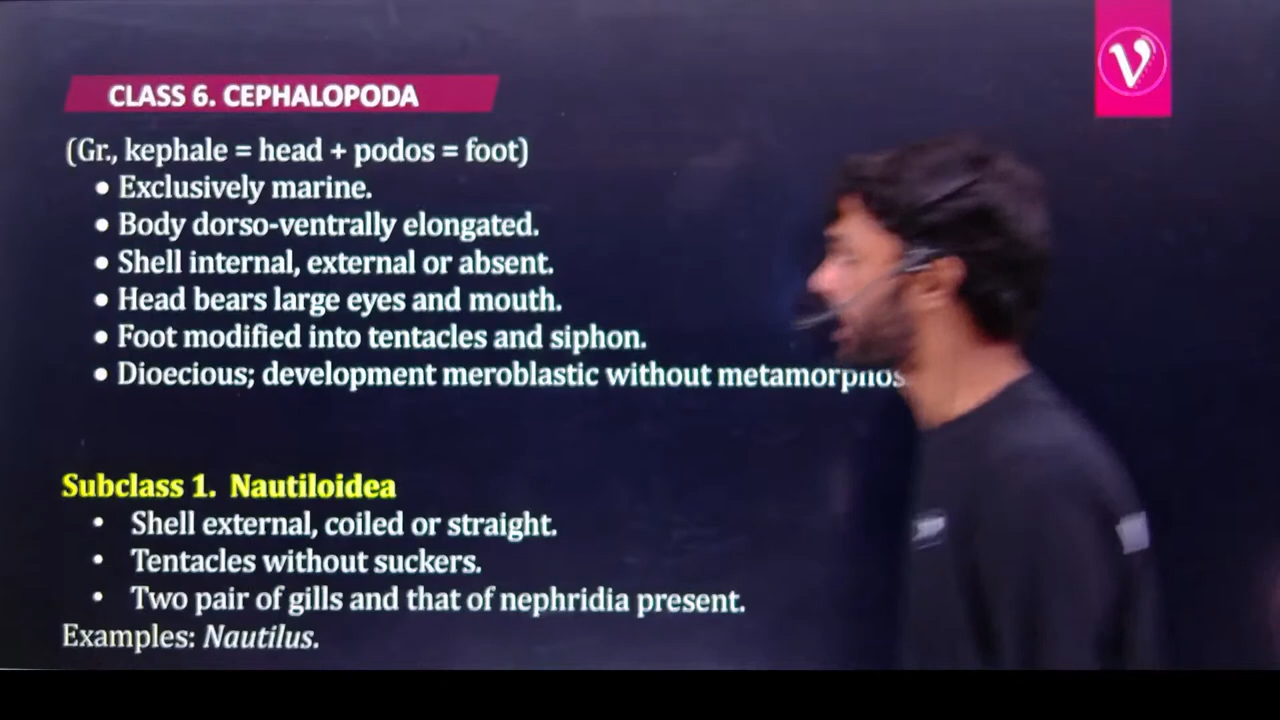 CLASS 6. CEPHALOPODA
(Gr., kephale = head + podos = foot)
• Exclusively marine.
• Body dorso-ventrally elongated.
• Shell internal, external or absent.
• Head bears large eyes and mouth.
• Foot modified into tentacles and siphon.
• Dioecious; development meroblastic without metamorphos
Subclass 1. Nautiloidea
• Shell external, coiled or straight.
• Tentacles without suckers.
• Two pair of gills and that of nephridia present.
Examples: Nautilus.